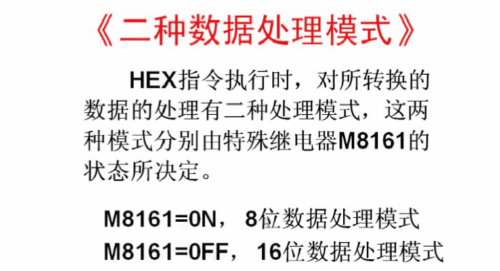 《二种数据处理模式》
HEX指令执行时，对所转换的
数据的处理有二种处理模式，这两
种模式分别由特殊继电器M8161的
状态所决定。
M8161=0N， 8位数据处理模式
M8161=0FF， 16位数据处理模式